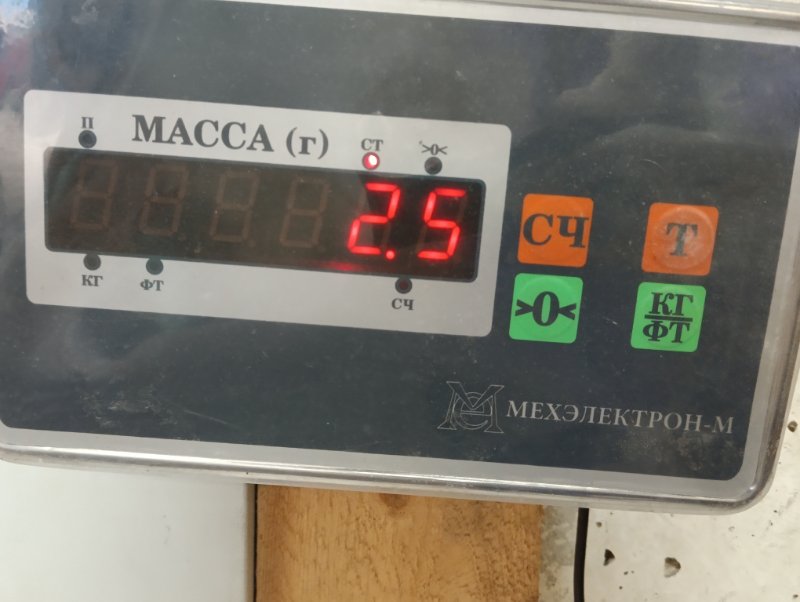 П
МАССА (г)
СТ
>0<
2.5
КГ
ФТ
СЧ
СЧ
Т
>0<
КГ
ФТ
МЕХЭЛЕКТРОН-М